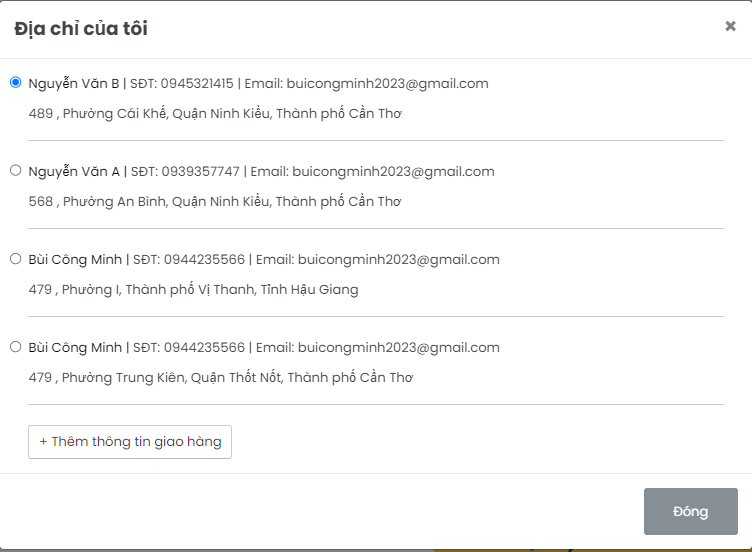 Địa chỉ của tôi
Nguyễn Văn B | SĐT: 0945321415 | Email: buicongminh2023@gmail.com
489 , Phường Cái Khế, Quận Ninh Kiều, Thành phố Cần Thơ
Nguyễn Văn A | SĐT: 0939357747 | Email: buicongminh2023@gmail.com
568 , Phường An Bình, Quận Ninh Kiều, Thành phố Cần Thơ
Bùi Công Minh | SĐT: 0944235566 | Email: buicongminh2023@gmail.com
479 , Phường I, Thành phố Vị Thanh, Tỉnh Hậu Giang
Bùi Công Minh | SĐT: 0944235566 | Email: buicongminh2023@gmail.com
479 , Phường Trung Kiên, Quận Thốt Nốt, Thành phố Cần Thơ
+ Thêm thông tin giao hàng
Đóng